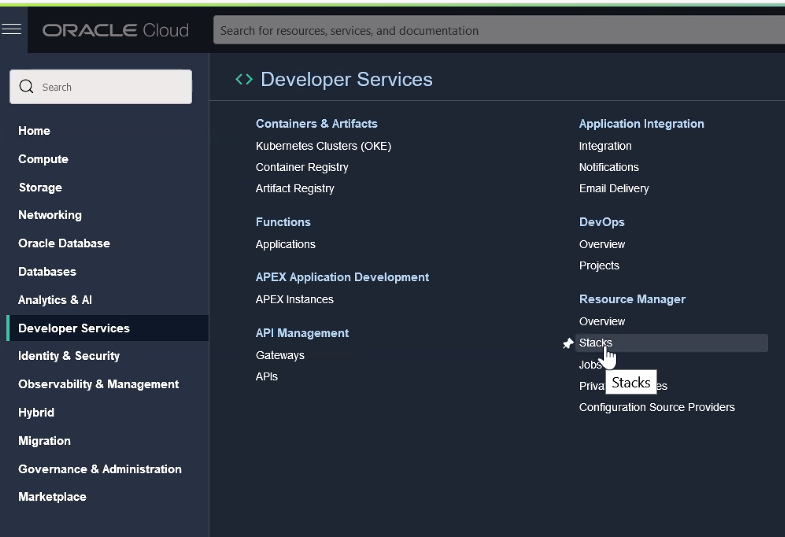 ORACLE Cloud
Search for resources, services, and documentation
Search
Home
Compute
Storage
Networking
Oracle Database
Databases
Analytics & AI
Developer Services
Identity & Security
Observability & Management
Hybrid
Migration
Governance & Administration
Marketplace
Developer Services
Containers & Artifacts
Kubernetes Clusters (OKE)
Container Registry
Artifact Registry
Functions
Applications
APEX Application Development
APEX Instances
API Management
Gateways
APIs
Application Integration
Integration
Notifications
Email Delivery
DevOps
Overview
Projects
Resource Manager
Overview
Stacks
Jobs
Stacks
Configuration Source Providers